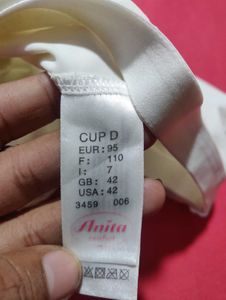 CUP D
EUR: 95
F: 110
I: 7
GB: 42
USA: 42
3459 006
Anita